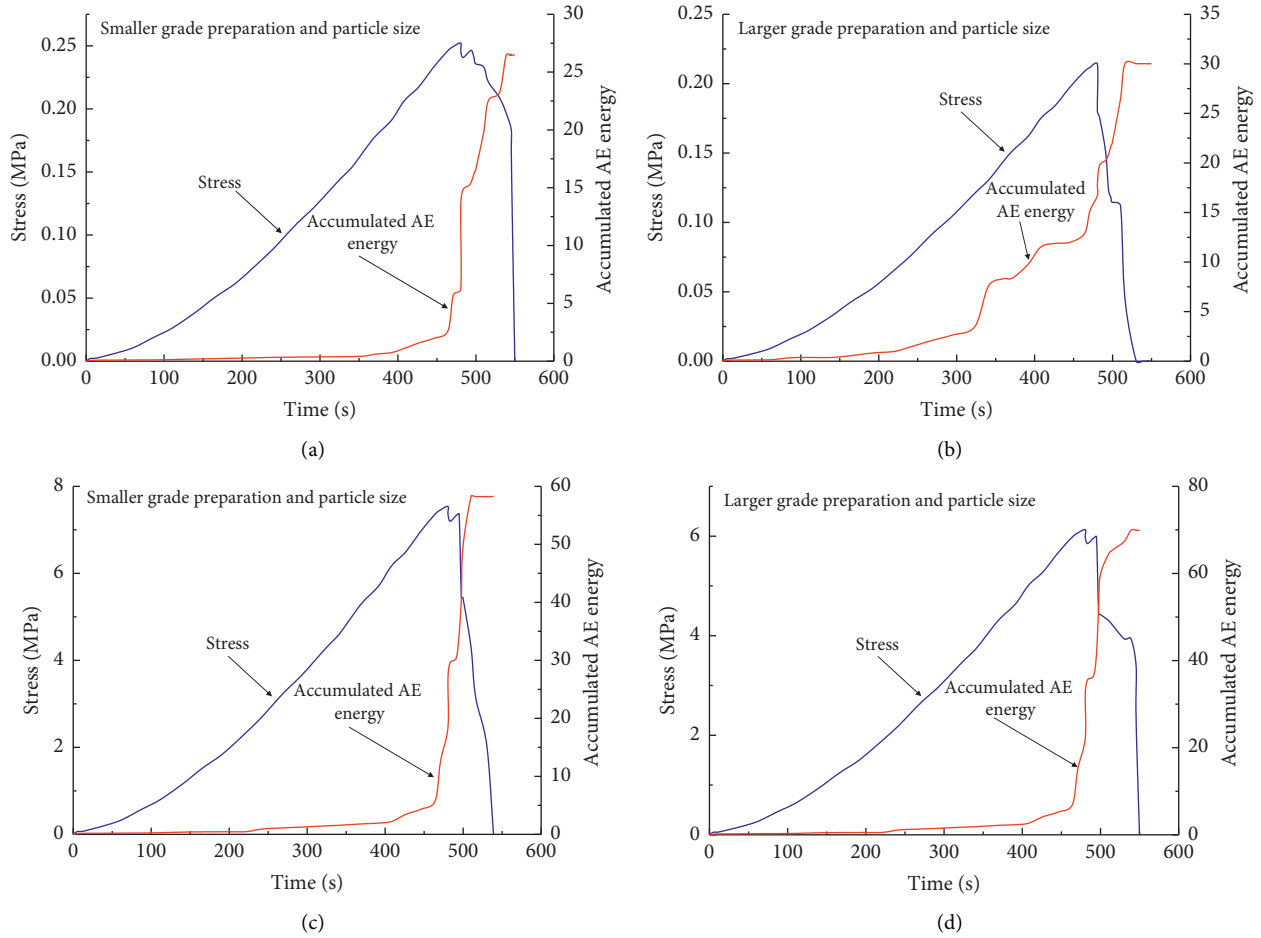 Smaller grade preparation and particle size
Stress (MPa)
0.25
0.20
0.15
0.10
0.05
0.00
Stress
Accumulated AE
energy
30
25
20
15
10
5
0
Accumulated AE energy
0 100 200 300 400 500 600
Time (s)
(a)
Larger grade preparation and particle size
Stress (MPa)
0.25
0.20
0.15
0.10
0.05
0.00
Stress
Accumulated
AE energy
35
30
25
20
15
10
5
0
Accumulated AE energy
0 100 200 300 400 500 600
Time (s)
(b)
Smaller grade preparation and particle size
Stress (MPa)
8
6
4
2
0
Stress
Accumulated AE
energy
60
50
40
30
20
10
0
Accumulated AE energy
0 100 200 300 400 500 600
Time (s)
(c)
Larger grade preparation and particle size
Stress (MPa)
6
4
2
0
Stress
Accumulated AE
energy
80
60
40
20
0
Accumulated AE energy
0 100 200 300 400 500 600
Time (s)
(d)